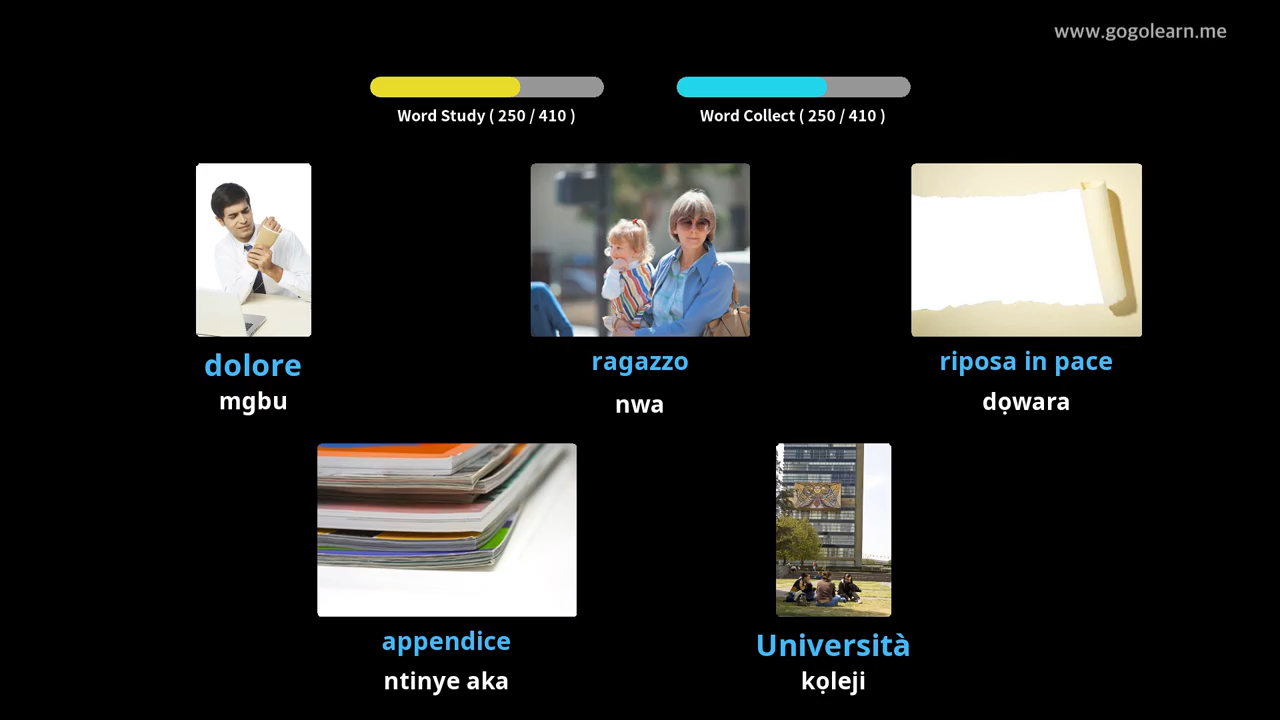 www.gogolearn.me
Word Study ( 250 / 410 )
Word Collect ( 250 / 410 )
dolore
mgbu
ragazzo
nwa
riposa in pace
dọwara
appendice
ntinye aka
Università
kọleji